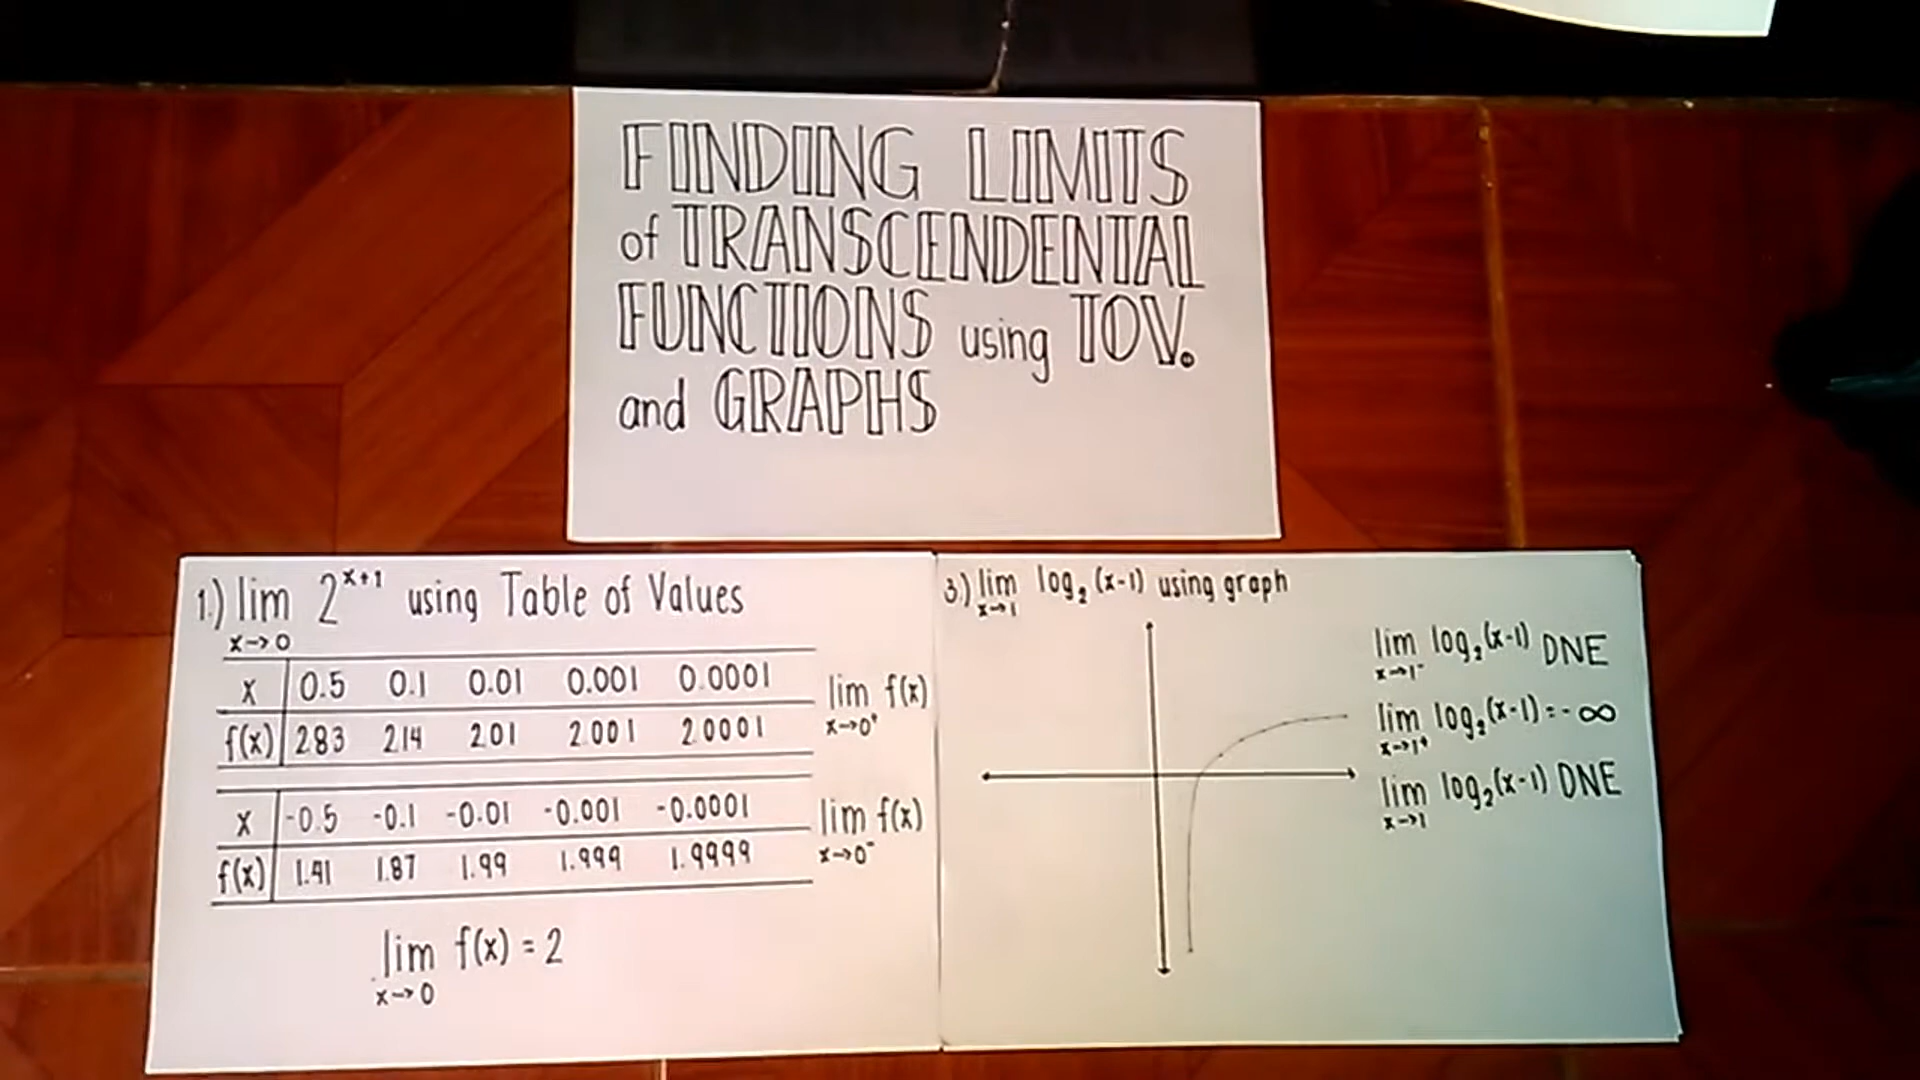 FINDING LIMITS
of TRANSCENDENTAL
FUNCTIONS using TOV.
and GRAPHS
1.) lim 2^x+1 using Table of Values
x→0
x 0.5 0.1 0.01 0.001 0.0001
f(x) 2.83 2.14 2.01 2.001 2.0001
lim f(x)
x→0⁺
x -0.5 -0.1 -0.01 -0.001 -0.0001
f(x) 1.41 1.87 1.99 1.999 1.9999
lim f(x)
x→0⁻
lim f(x) = 2
x→0
3.) lim log₂ (x-1) using graph
x→1
lim log₂(x-1) DNE
x→1⁻
lim log₂(x-1) = -∞
x→1⁺
lim log₂(x-1) DNE
x→1